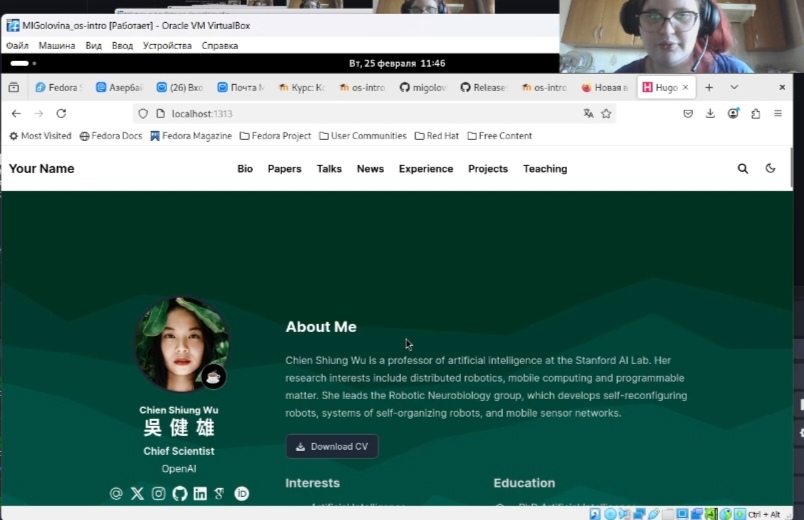 MIGolovina_os-intro [Работает] - Oracle VM VirtualBox
Файл Машина Вид Ввод Устройства Справка
Вт, 25 февраля 11:46
Fedora Азербай (26) Вхо Почта М Курс: Ко os-intro migolov Release os-intro Новая в Hugo
localhost:1313
Most Visited Fedora Docs Fedora Magazine Fedora Project User Communities Red Hat Free Content
Your Name Bio Papers Talks News Experience Projects Teaching
About Me
Chien Shiung Wu is a professor of artificial intelligence at the Stanford AI Lab. Her
research interests include distributed robotics, mobile computing and programmable
matter. She leads the Robotic Neurobiology group, which develops self-reconfiguring
robots, systems of self-organizing robots, and mobile sensor networks.
Download CV
Chien Shiung Wu
吳健雄
Chief Scientist
OpenAI
Interests Education
Ctrl + Alt